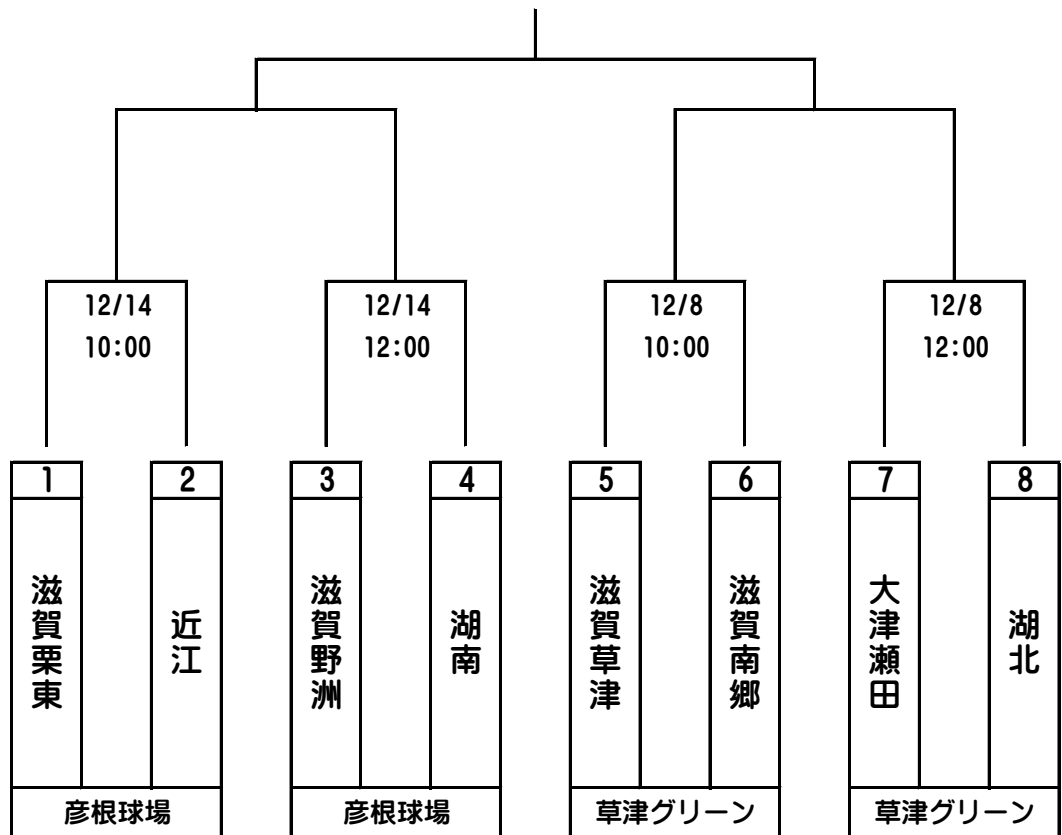 12/14
10:00
12/14
12:00
12/8
10:00
12/8
12:00
1
2
3
4
5
6
7
8
滋賀栗東
近江
滋賀野洲
湖南
滋賀草津
滋賀南郷
大津瀬田
湖北
彦根球場
彦根球場
草津グリーン
草津グリーン